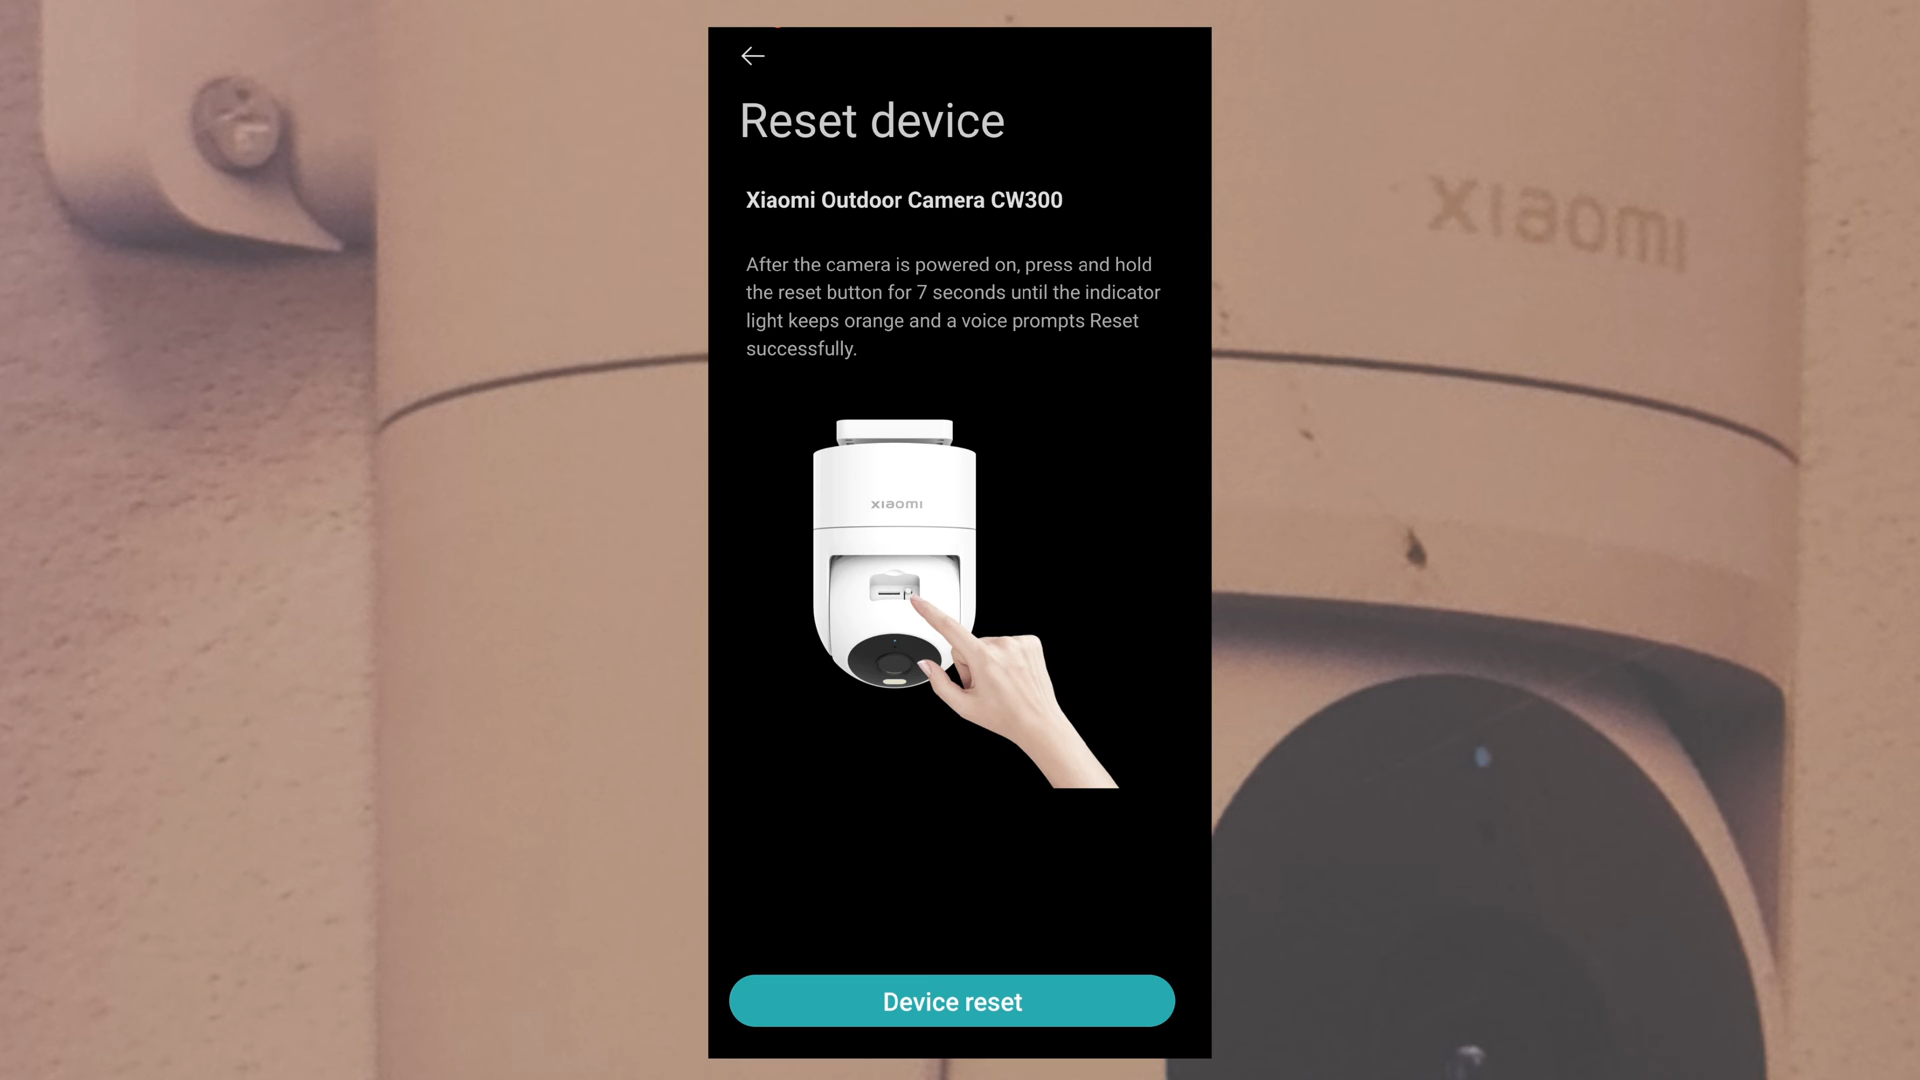 Reset device
Xiaomi Outdoor Camera CW300
After the camera is powered on, press and hold
the reset button for 7 seconds until the indicator
light keeps orange and a voice prompts Reset
successfully.
xiaomi
xiaomi
Device reset